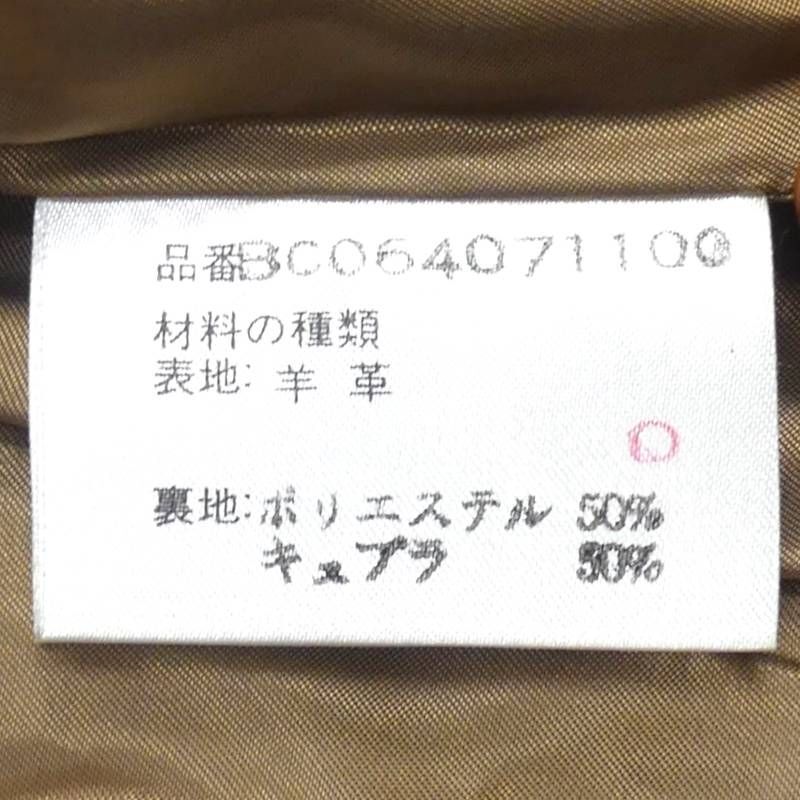 品番BC064071100
材料の種類
表地:羊革
裏地:ポリエステル 50%
キュプラ 50%